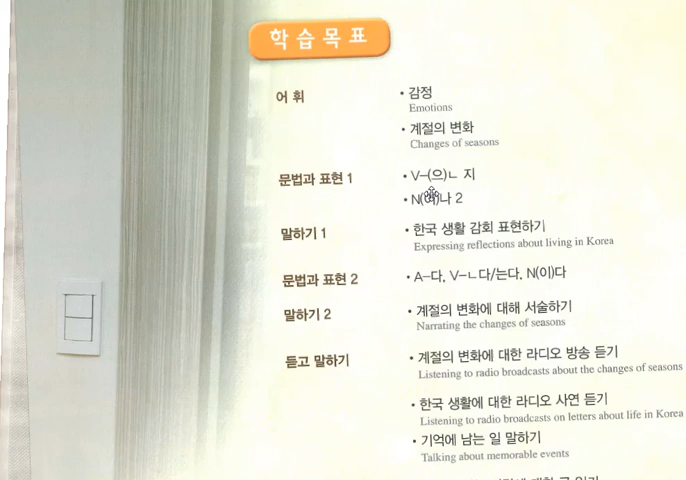 학습목표
어휘
• 감정
Emotions
• 계절의 변화
Changes of seasons
문법과 표현 1
• V-(으)ㄴ 지
• N(이)나 2
말하기 1
• 한국 생활 감회 표현하기
Expressing reflections about living in Korea
문법과 표현 2
• A-다, V-ㄴ다/는다, N(이)다
말하기 2
• 계절의 변화에 대해 서술하기
Narrating the changes of seasons
듣고 말하기
• 계절의 변화에 대한 라디오 방송 듣기
Listening to radio broadcasts about the changes of seasons
• 한국 생활에 대한 라디오 사연 듣기
Listening to radio broadcasts on letters about life in Korea
• 기억에 남는 일 말하기
Talking about memorable events